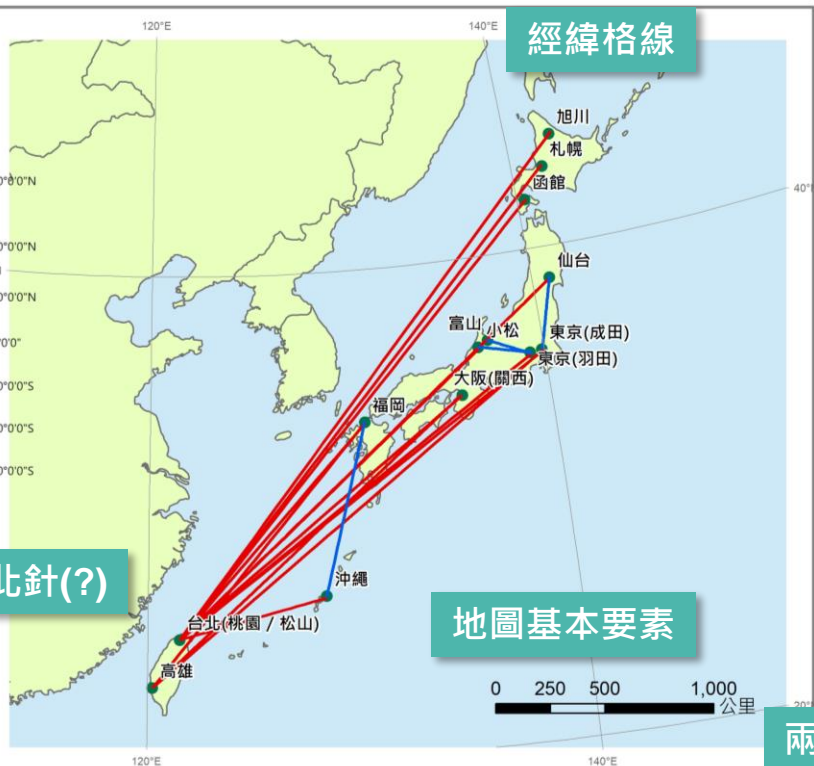 120°E
140°E
經緯格線
旭川
札幌
函館
40°N
仙台
富山
小松
東京(成田)
東京(羽田)
大阪(關西)
福岡
沖繩
北針(?)
台北(桃園 / 松山)
高雄
地圖基本要素
0 250 500 1,000
公里
20°
兩
120°E
140°E